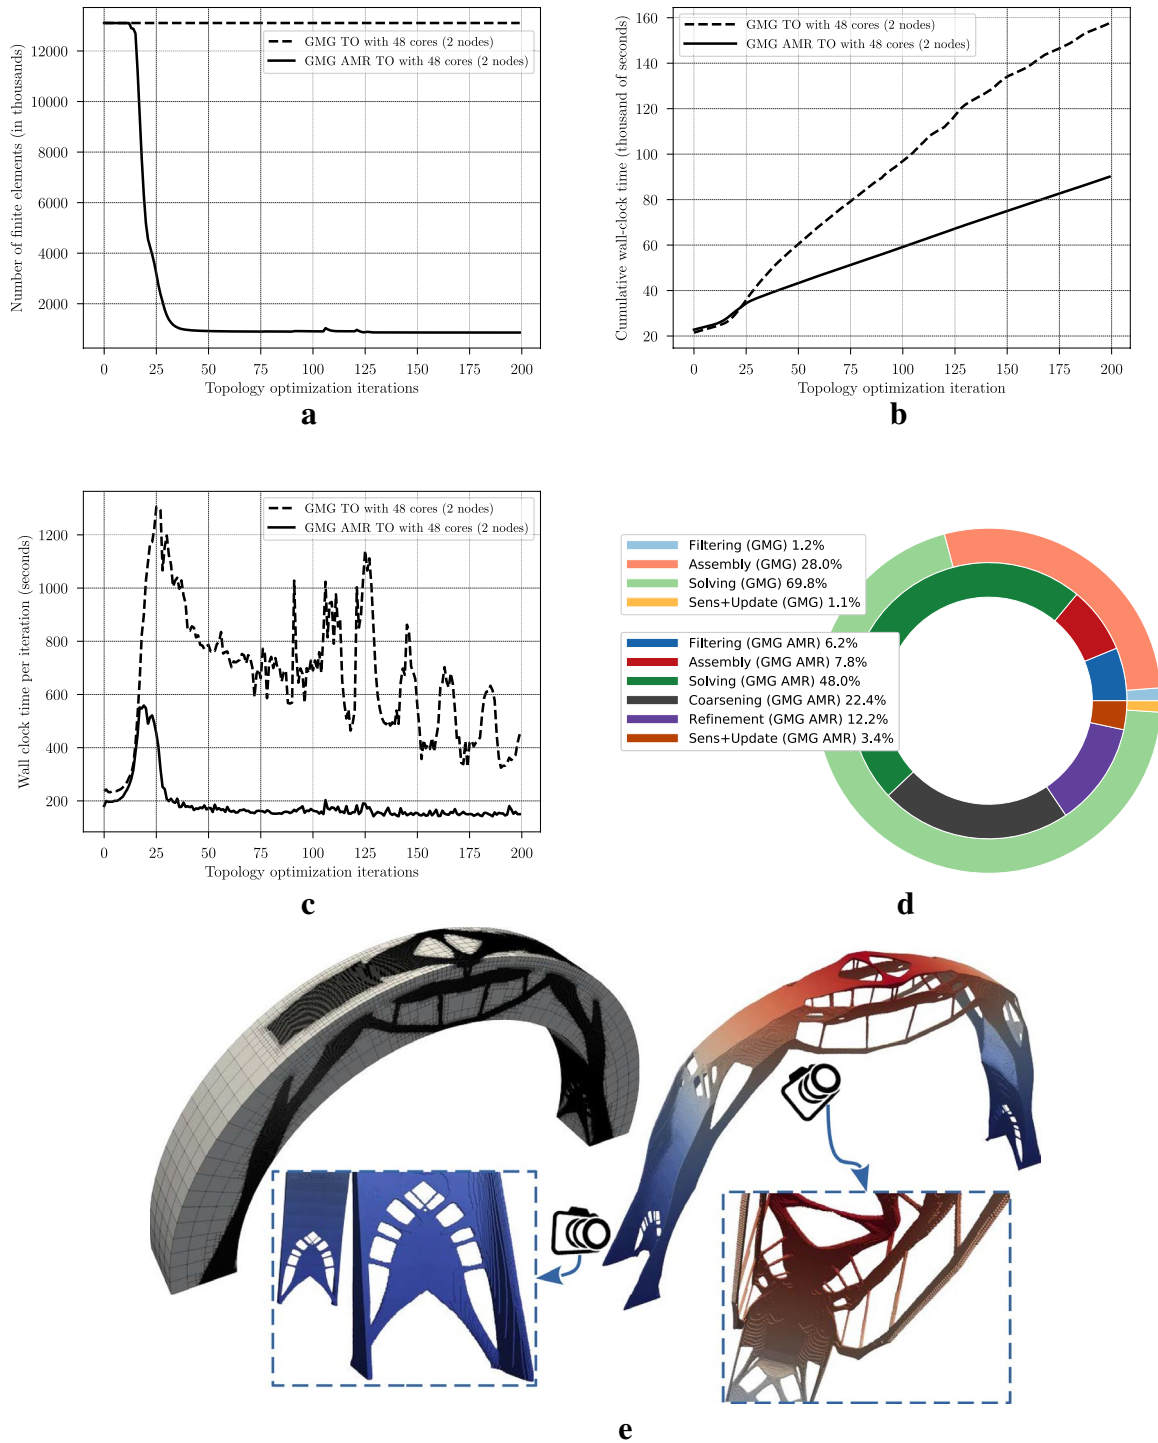 Number of finite elements (in thousands)
12000
10000
8000
6000
4000
2000
GMG TO with 48 cores (2 nodes)
GMG AMR TO with 48 cores (2 nodes)
0 25 50 75 100 125 150 175 200
Topology optimization iterations
a
Cumulative wall-clock time (thousand of seconds)
160
140
120
100
80
60
40
20
GMG TO with 48 cores (2 nodes)
GMG AMR TO with 48 cores (2 nodes)
0 25 50 75 100 125 150 175 200
Topology optimization iteration
b
Wall clock time per iteration (seconds)
1200
1000
800
600
400
200
GMG TO with 48 cores (2 nodes)
GMG AMR TO with 48 cores (2 nodes)
0 25 50 75 100 125 150 175 200
Topology optimization iterations
c
Filtering (GMG) 1.2%
Assembly (GMG) 28.0%
Solving (GMG) 69.8%
Sens+Update (GMG) 1.1%
Filtering (GMG AMR) 6.2%
Assembly (GMG AMR) 7.8%
Solving (GMG AMR) 48.0%
Coarsening (GMG AMR) 22.4%
Refinement (GMG AMR) 12.2%
Sens+Update (GMG AMR) 3.4%
d
e